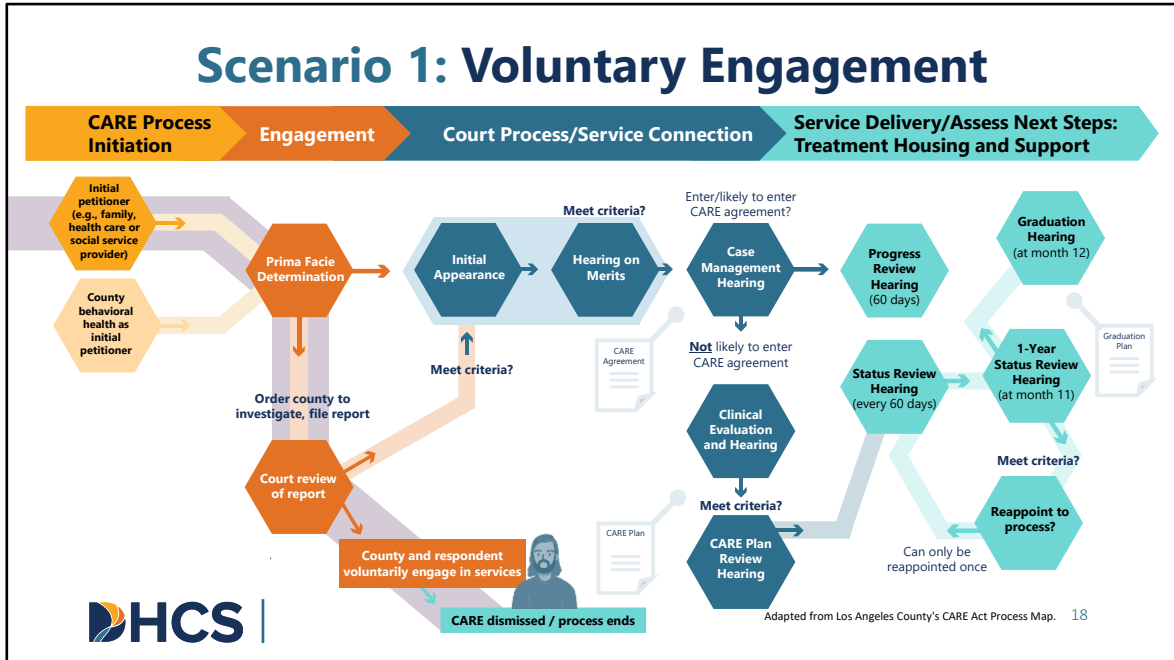 Scenario 1: Voluntary Engagement
CARE Process
Initiation
Engagement
Court Process/Service Connection
Service Delivery/Assess Next Steps:
Treatment Housing and Support
Initial
petitioner
(e.g., family,
health care or
social service
provider)
County
behavioral
health as
initial
petitioner
Prima Facie
Determination
Order county to
investigate, file report
Court review
of report
County and respondent
voluntarily engage in services
CARE dismissed / process ends
Meet criteria?
Initial
Appearance
Meet criteria?
Hearing on
Merits
Enter/likely to enter
CARE agreement?
Case
Management
Hearing
CARE
Agreement
Not likely to enter
CARE agreement
Clinical
Evaluation
and Hearing
Meet criteria?
CARE Plan
CARE Plan
Review
Hearing
Progress
Review
Hearing
(60 days)
Status Review
Hearing
(every 60 days)
Graduation
Hearing
(at month 12)
Graduation
Plan
1-Year
Status Review
Hearing
(at month 11)
Meet criteria?
Reappoint to
process?
Can only be
reappointed once
DHCS
Adapted from Los Angeles County's CARE Act Process Map. 18